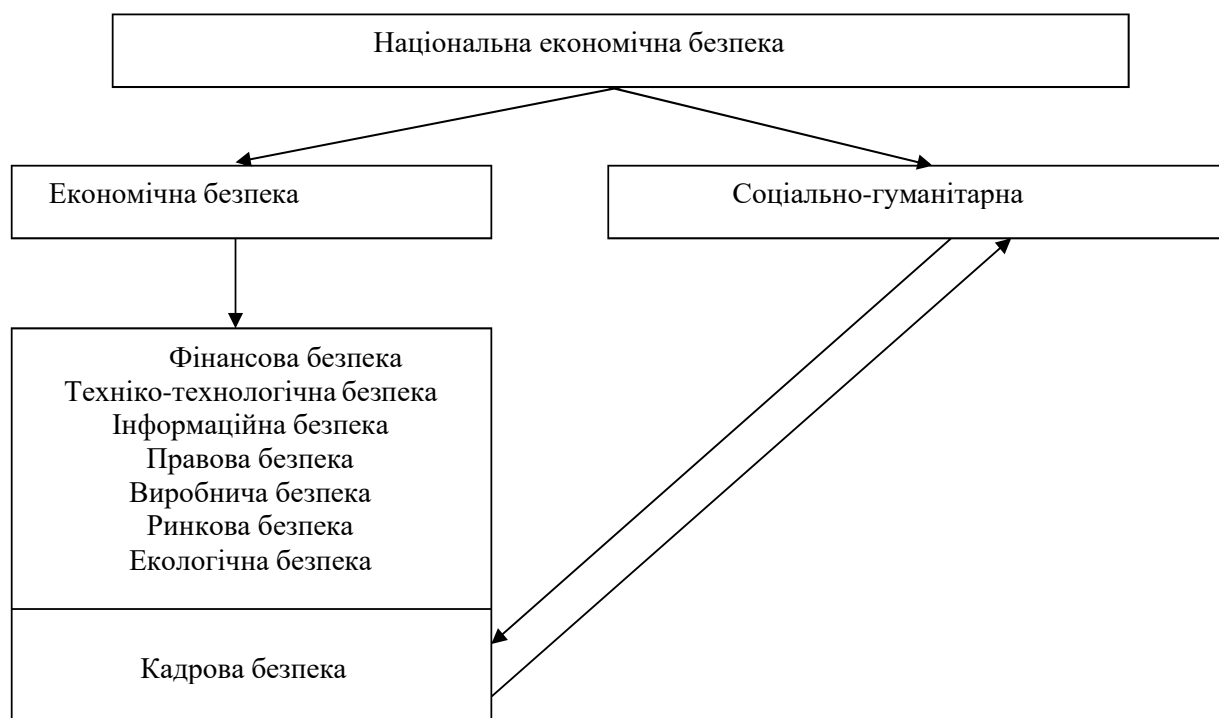 Національна економічна безпека
Економічна безпека
Соціально-гуманітарна
Фінансова безпека
Техніко-технологічна безпека
Інформаційна безпека
Правова безпека
Виробнича безпека
Ринкова безпека
Екологічна безпека
Кадрова безпека